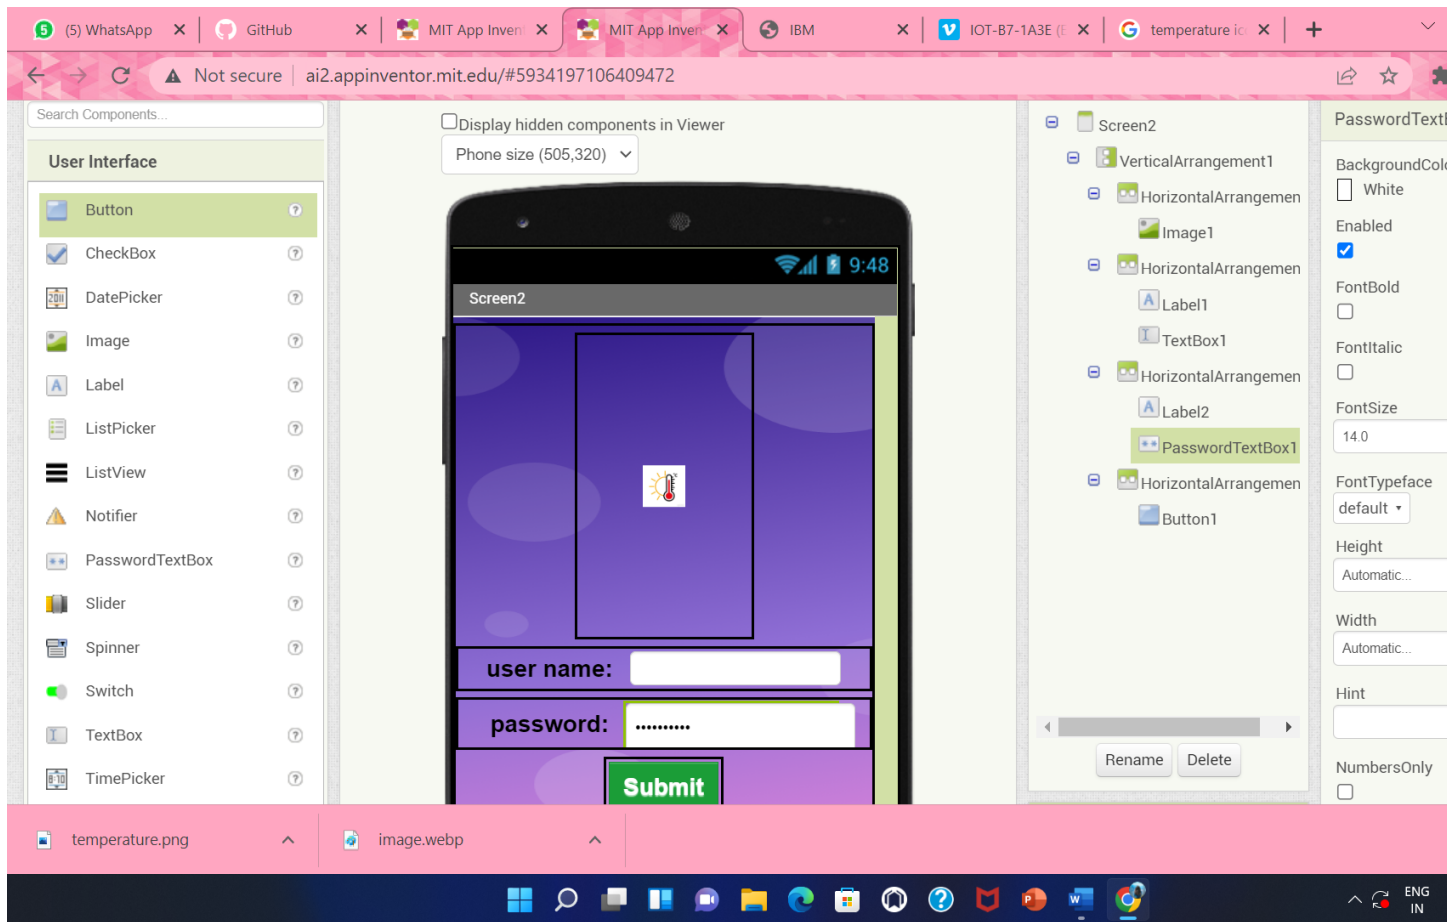 (5) WhatsApp
GitHub
MIT App Inven
MIT App Inven
IBM
IOT-B7-1A3E (E
temperature ic
Not secure
ai2.appinventor.mit.edu/#5934197106409472
Search Components...
User Interface
Button
CheckBox
DatePicker
Image
Label
ListPicker
ListView
Notifier
PasswordTextBox
Slider
Spinner
Switch
TextBox
TimePicker
Display hidden components in Viewer
Phone size (505,320)
9:48
Screen2
user name:
password:
Submit
Screen2
VerticalArrangement1
HorizontalArrangemen
Image1
HorizontalArrangemen
Label1
TextBox1
HorizontalArrangemen
Label2
PasswordTextBox1
HorizontalArrangemen
Button1
Rename Delete
PasswordText
BackgroundColo
White
Enabled
FontBold
FontItalic
FontSize
14.0
FontTypeface
default
Height
Automatic...
Width
Automatic...
Hint
NumbersOnly
temperature.png
image.webp
ENG
IN